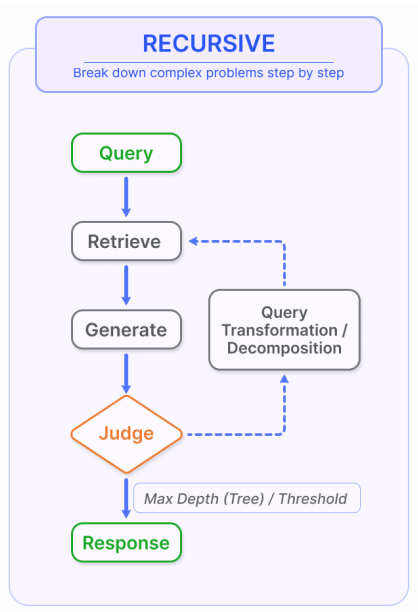 RECURSIVE
Break down complex problems step by step
Query
Retrieve
Generate
Query
Transformation /
Decomposition
Judge
Max Depth (Tree) / Threshold
Response